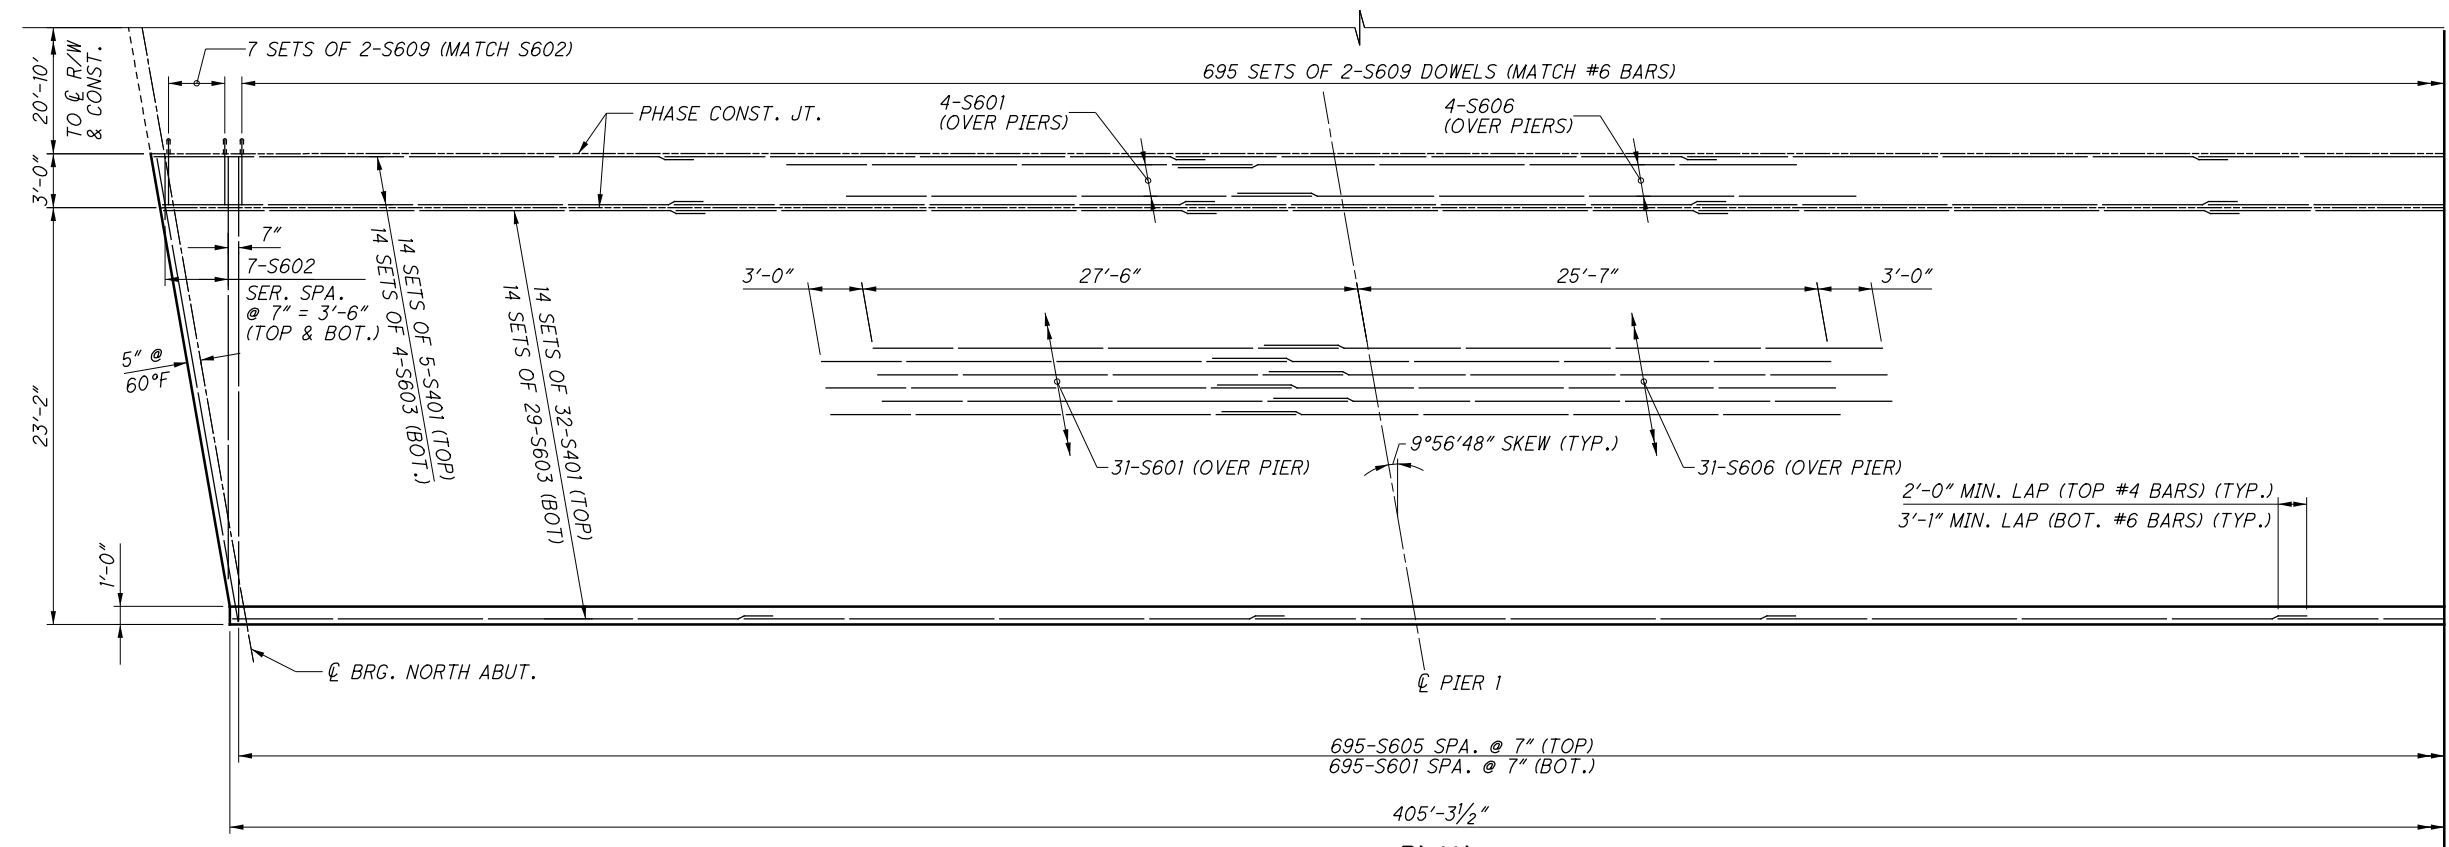 7 SETS OF 2-S609 (MATCH S602)
20'-10"
TO ℄ R/W
& CONST.
695 SETS OF 2-S609 DOWELS (MATCH #6 BARS)
4-S601
(OVER PIERS)
4-S606
(OVER PIERS)
PHASE CONST. JT.
3'-0"
7"
7-S602
SER. SPA.
@ 7" = 3'-6"
(TOP & BOT.)
14 SETS OF 5-S401 (TOP)
14 SETS OF 4-S603 (BOT.)
14 SETS OF 32-S401 (TOP)
14 SETS OF 29-S603 (BOT)
3'-0"
27'-6"
25'-7"
3'-0"
5" @
60°F
23'-2"
9°56'48" SKEW (TYP.)
31-S601 (OVER PIER)
31-S606 (OVER PIER)
2'-0" MIN. LAP (TOP #4 BARS) (TYP.)
3'-1" MIN. LAP (BOT. #6 BARS) (TYP.)
1'-0"
℄ BRG. NORTH ABUT.
℄ PIER 1
695-S605 SPA. @ 7" (TOP)
695-S601 SPA. @ 7" (BOT.)
405'-3½"